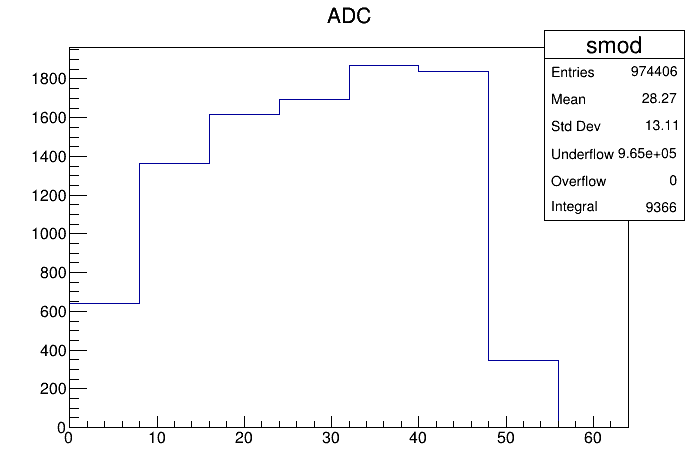 ADC
smod
Entries 974406
Mean 28.27
Std Dev 13.11
Underflow 9.65e+05
Overflow 0
Integral 9366
1800
1600
1400
1200
1000
800
600
400
200
0
0 10 20 30 40 50 60